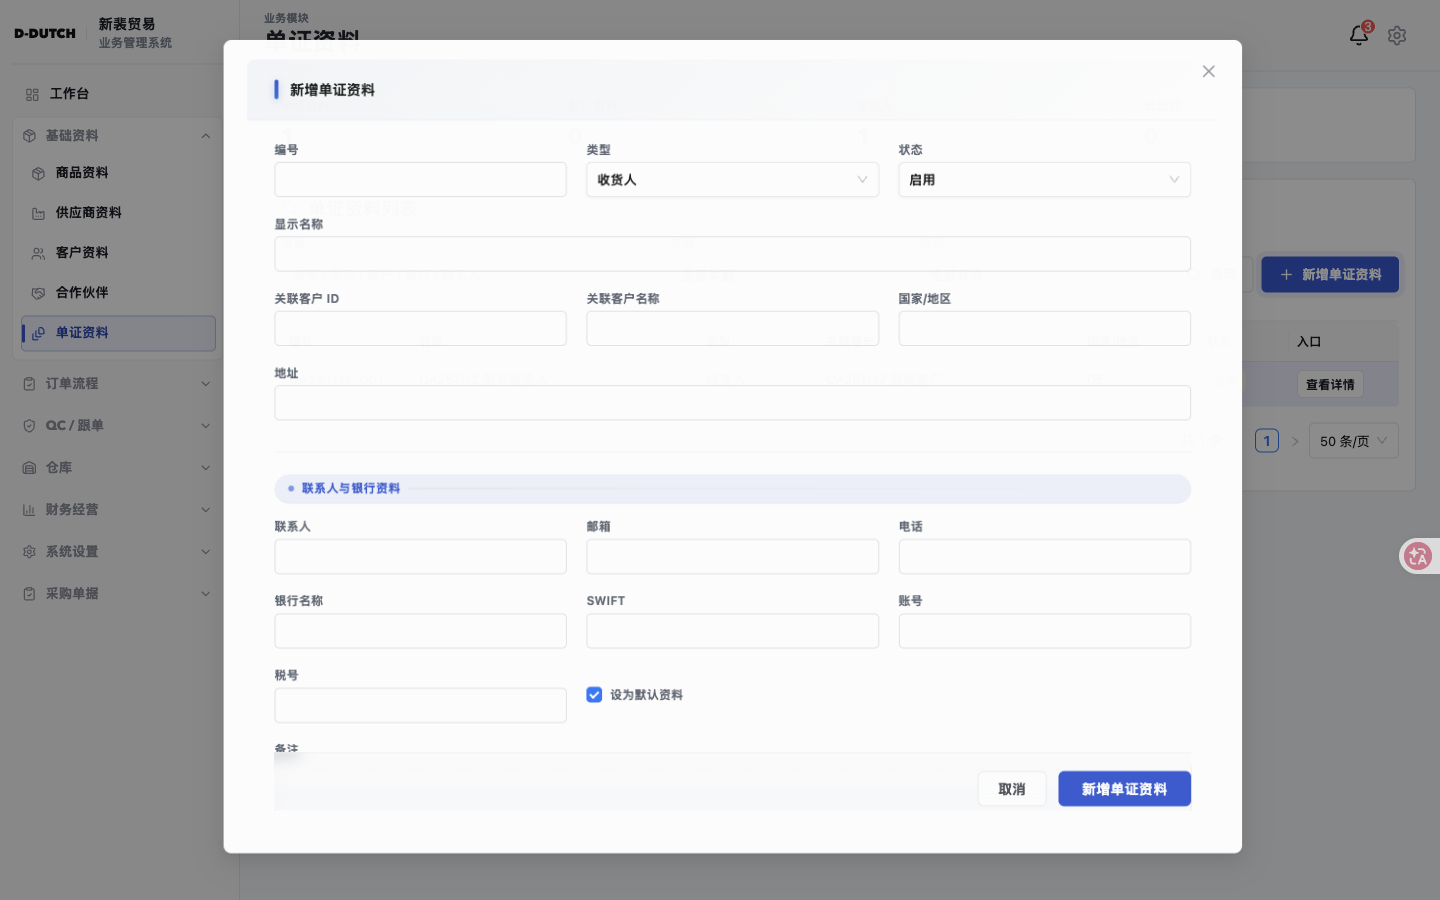 D-DUTCH
新裴贸易
业务管理系统
业务模块
单证资料
3
工作台
基础资料
商品资料
供应商资料
客户资料
合作伙伴
单证资料
订单流程
QC / 跟单
仓库
财务经营
系统设置
采购单据
新增单证资料
编号
类型
状态
收货人
启用
显示名称
关联客户 ID
关联客户名称
国家/地区
地址
联系人与银行资料
联系人
邮箱
电话
银行名称
SWIFT
账号
税号
设为默认资料
备注
取消
新增单证资料
新增单证资料
入口
查看详情
1
50 条/页